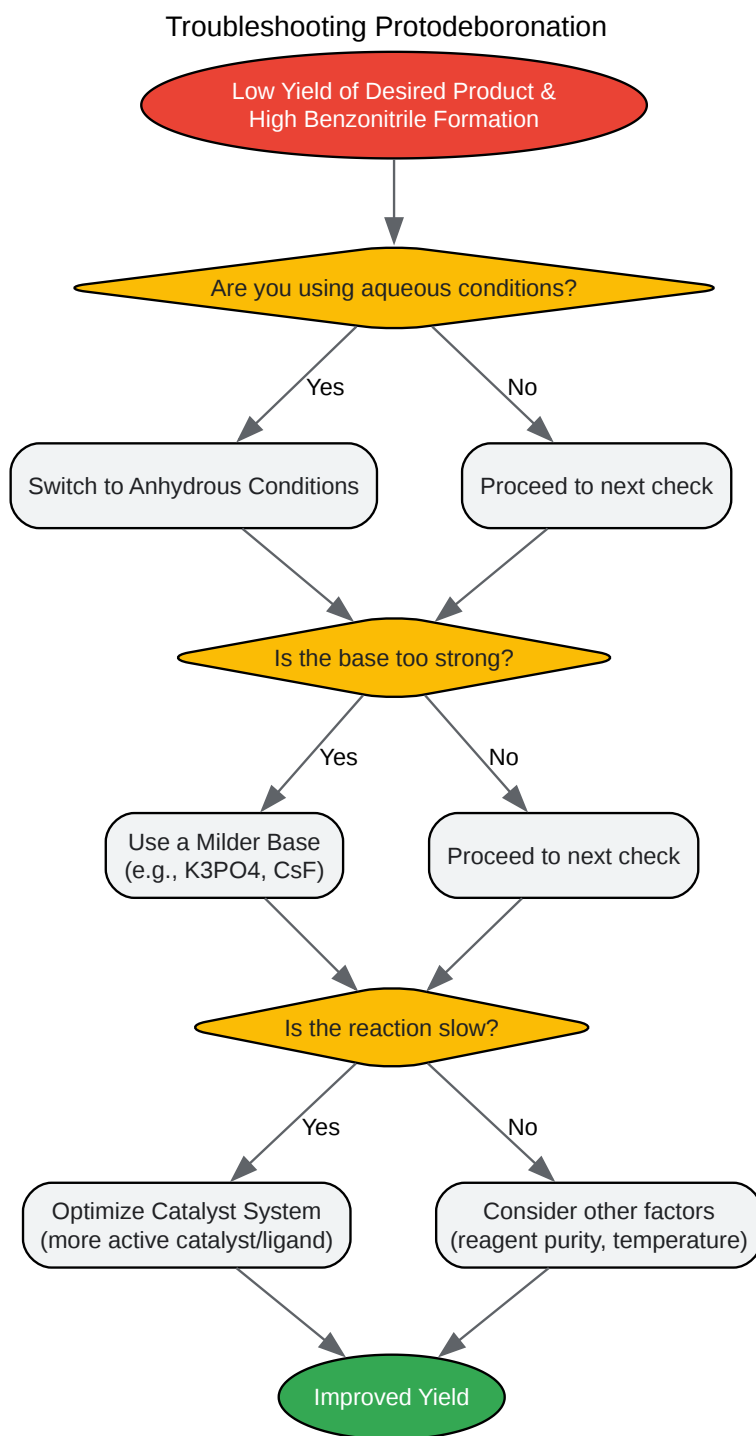 Troubleshooting Protodeboronation
Low Yield of Desired Product &
High Benzonitrile Formation
Are you using aqueous conditions?
Yes
No
Switch to Anhydrous Conditions
Proceed to next check
Is the base too strong?
Yes
No
Use a Milder Base
(e.g., K3PO4, CsF)
Proceed to next check
Is the reaction slow?
Yes
No
Optimize Catalyst System
(more active catalyst/ligand)
Consider other factors
(reagent purity, temperature)
Improved Yield